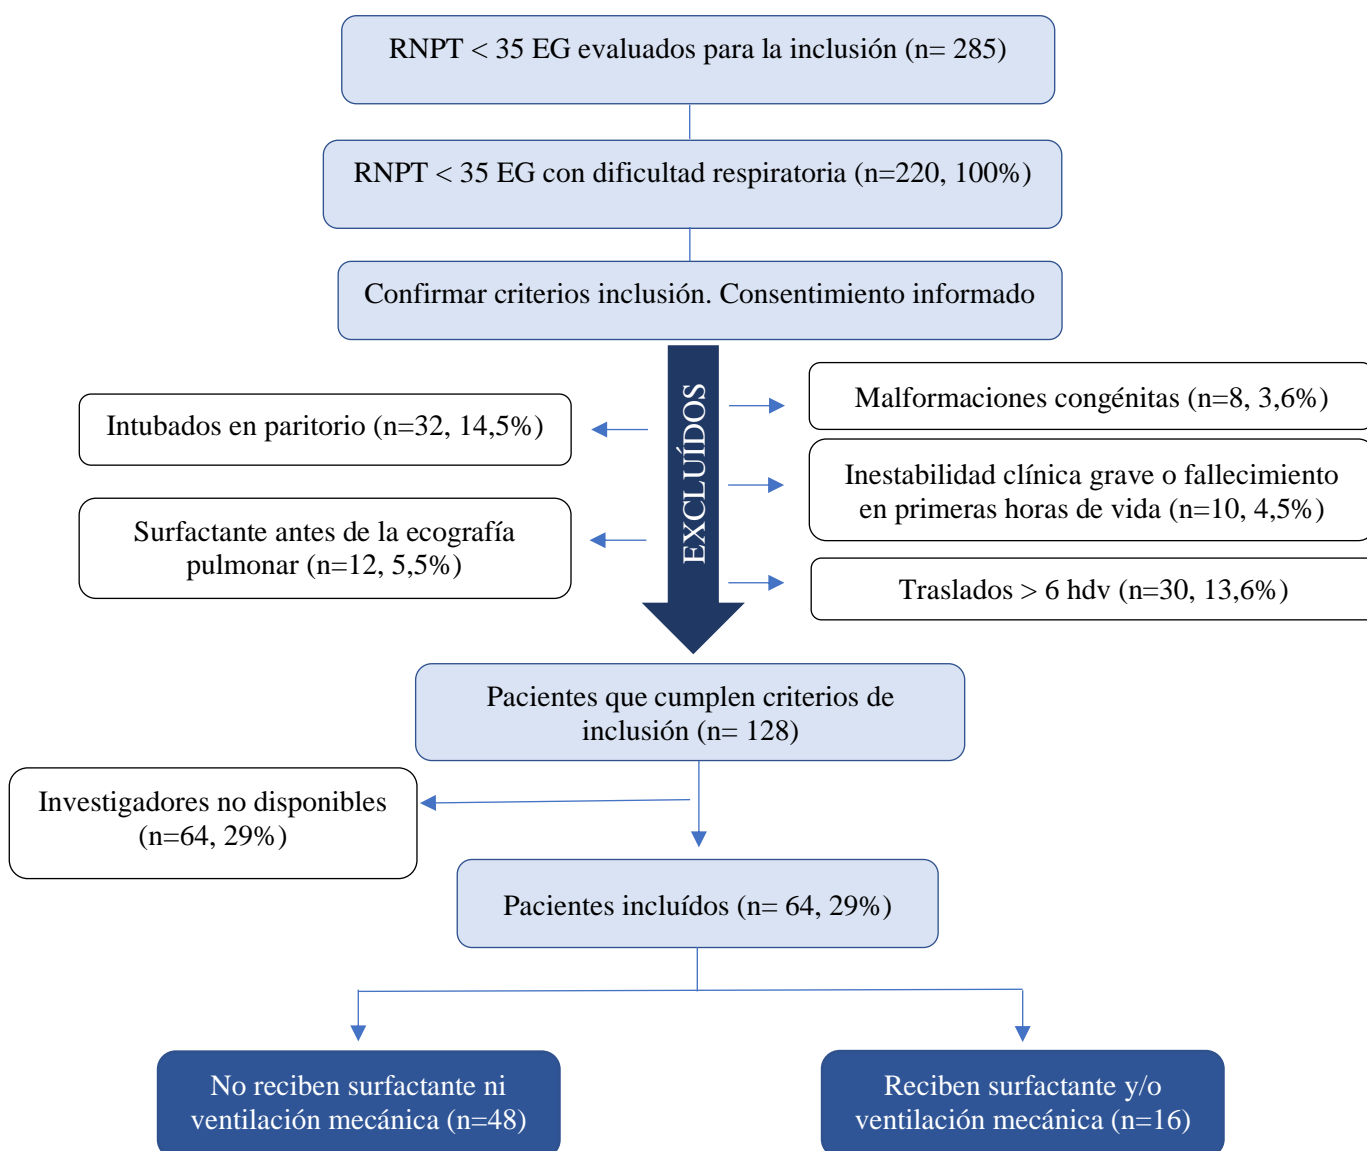 RNPT < 35 EG evaluados para la inclusión (n= 285)
RNPT < 35 EG con dificultad respiratoria (n=220, 100%)
Confirmar criterios inclusión. Consentimiento informado
EXCLUÍDOS
Intubados en paritorio (n=32, 14,5%)
Surfactante antes de la ecografía
pulmonar (n=12, 5,5%)
Malformaciones congénitas (n=8, 3,6%)
Inestabilidad clínica grave o fallecimiento
en primeras horas de vida (n=10, 4,5%)
Traslados > 6 hdv (n=30, 13,6%)
Pacientes que cumplen criterios de
inclusión (n= 128)
Investigadores no disponibles
(n=64, 29%)
Pacientes incluídos (n= 64, 29%)
No reciben surfactante ni
ventilación mecánica (n=48)
Reciben surfactante y/o
ventilación mecánica (n=16)